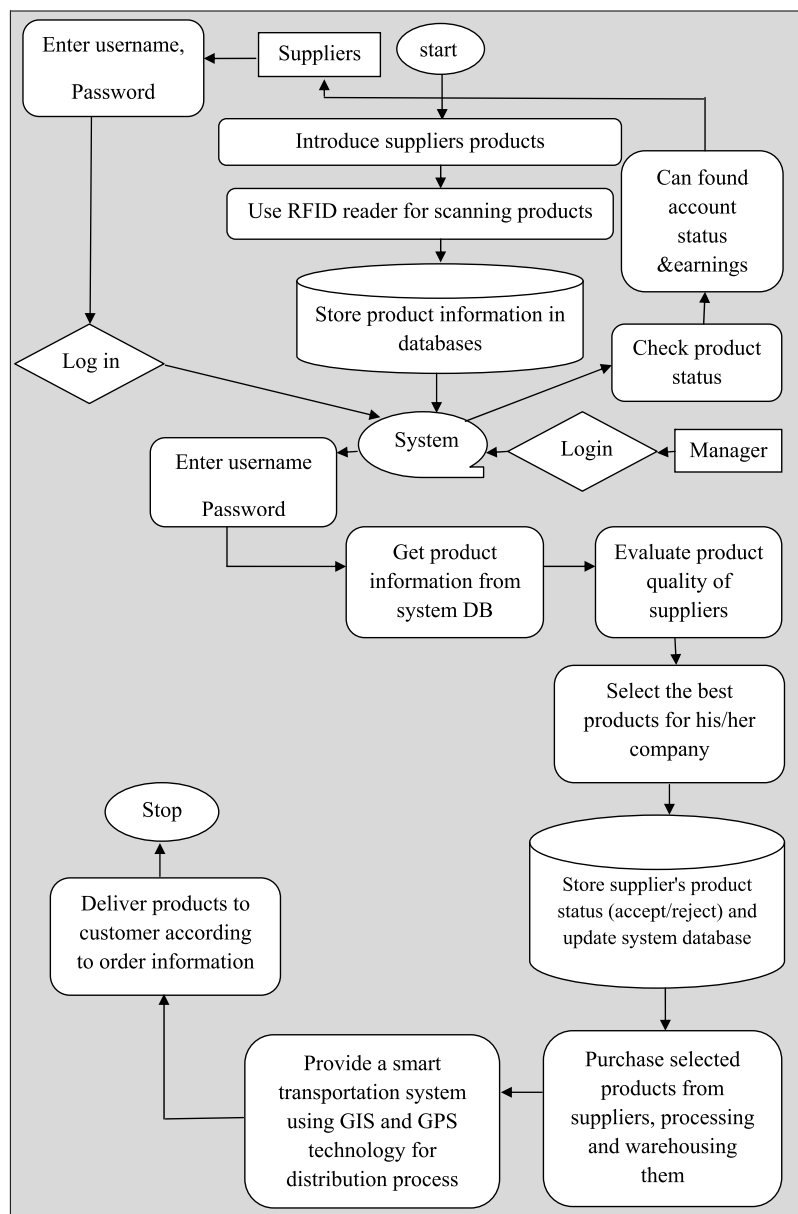 Enter username,
Password
Suppliers
start
Introduce suppliers products
Use RFID reader for scanning products
Can found
account
status
&earnings
Store product information in
databases
Log in
Check product
status
System
Login
Manager
Enter username
Password
Get product
information from
system DB
Evaluate product
quality of
suppliers
Select the best
products for his/her
company
Stop
Store supplier's product
status (accept/reject) and
update system database
Deliver products to
customer according
to order information
Provide a smart
transportation system
using GIS and GPS
technology for
distribution process
Purchase selected
products from
suppliers, processing
and warehousing
them